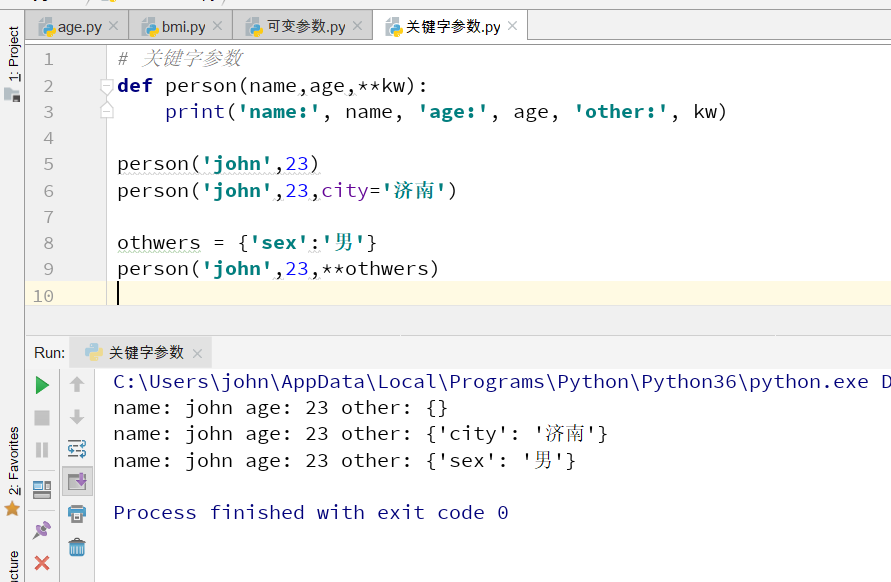 age.py bmi.py 可变参数.py 关键字参数.py
1: Project
1 # 关键字参数
2 def person(name,age,**kw):
3 print('name:', name, 'age:', age, 'other:', kw)
4
5 person('john',23)
6 person('john',23,city='济南')
7
8 othwers = {'sex':'男'}
9 person('john',23,**othwers)
10
Run: 关键字参数
C:\Users\john\AppData\Local\Programs\Python\Python36\python.exe D
name: john age: 23 other: {}
name: john age: 23 other: {'city': '济南'}
name: john age: 23 other: {'sex': '男'}
Process finished with exit code 0
2: Favorites